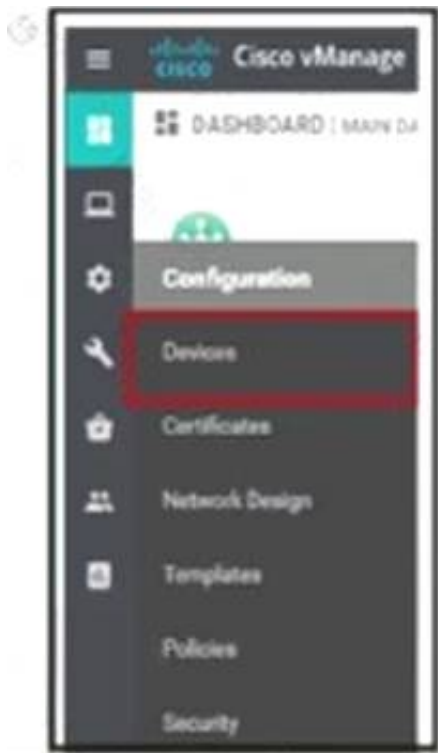 CISCO Cisco vManage
DASHBOARD | MAIN DA
Configuration
Devices
Certificates
Network Design
Templates
Policies
Security